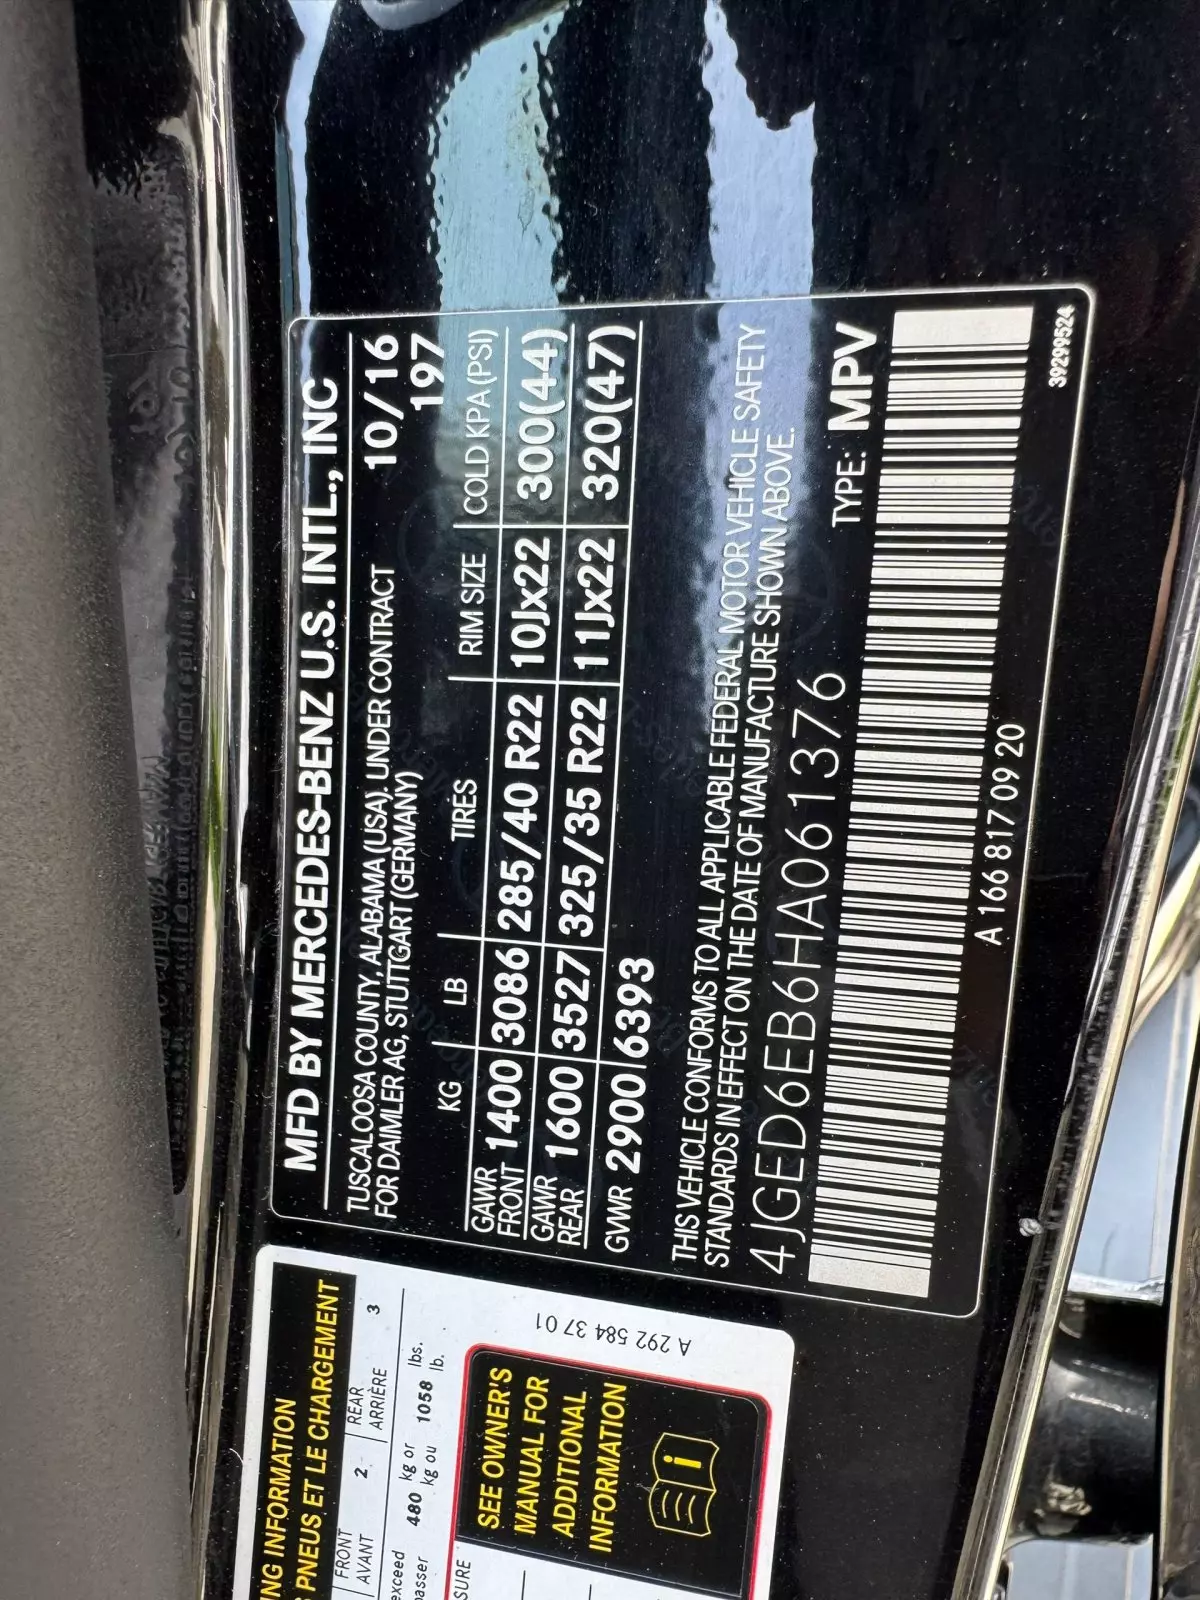 MFD BY MERCEDES-BENZ U.S. INTL., INC
TUSCALOOSA COUNTY, ALABAMA (USA). UNDER CONTRACT 10/16
FOR DAIMLER AG, STUTTGART (GERMANY) 197
KG LB TIRES RIM SIZE COLD KPA (PSI)
GAWR
FRONT 1400 3086 285/40 R22 10Jx22 300(44)
GAWR
REAR 1600 3527 325/35 R22 11Jx22 320(47)
GVWR 2900 6393
THIS VEHICLE CONFORMS TO ALL APPLICABLE FEDERAL MOTOR VEHICLE SAFETY
STANDARDS IN EFFECT ON THE DATE OF MANUFACTURE SHOWN ABOVE.
4JGED6EB6HA061376 TYPE: MPV
A 166 817 09 20
39299524
ING INFORMATION
PNEUS ET LE CHARGEMENT
FRONT 2 REAR 3
AVANT ARRIÈRE
exceed 480 kg or 1058 lbs.
passer kg ou lb.
SURE
SEE OWNER'S
MANUAL FOR
ADDITIONAL
INFORMATION
A 292 584 37 01